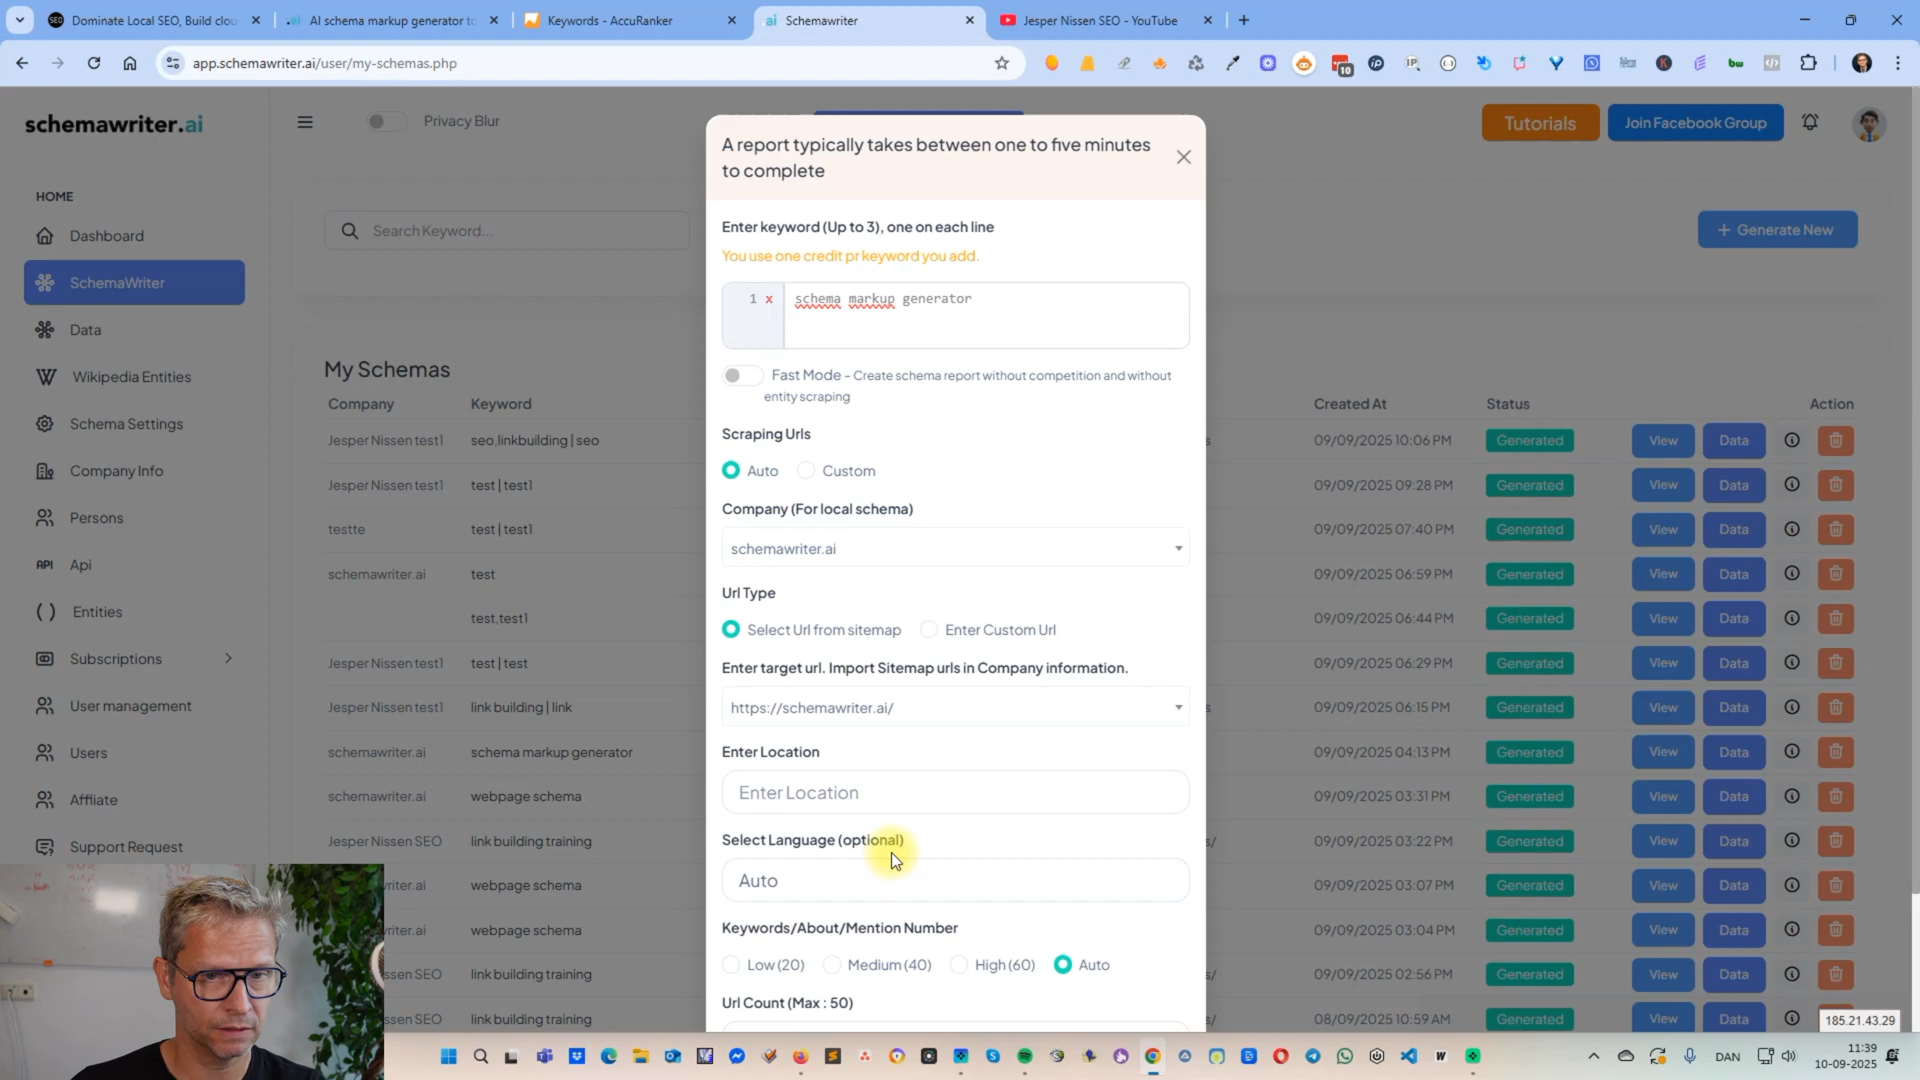 Dominate Local SEO, Build clou
AI schema markup generator to
Keywords - AccuRanker
Schemawriter
Jesper Nissen SEO - YouTube
app.schemawriter.ai/user/my-schemas.php
schemawriter.ai
Privacy Blur
Tutorials
Join Facebook Group
HOME
Dashboard
SchemaWriter
Data
Wikipedia Entities
Schema Settings
Company Info
Persons
Api
Entities
Subscriptions
User management
Users
Affliate
Support Request
Search Keyword...
+ Generate New
My Schemas
Company Keyword Created At Status Action
Jesper Nissen test1 seo,linkbuilding | seo 09/09/2025 10:06 PM Generated View Data
Jesper Nissen test1 test | test1 09/09/2025 09:28 PM Generated View Data
testte test | test1 09/09/2025 07:40 PM Generated View Data
schemawriter.ai test 09/09/2025 06:59 PM Generated View Data
test,test1 09/09/2025 06:44 PM Generated View Data
Jesper Nissen test1 test | test 09/09/2025 06:29 PM Generated View Data
Jesper Nissen test1 link building | link 09/09/2025 06:15 PM Generated View Data
schemawriter.ai schema markup generator 09/09/2025 04:13 PM Generated View Data
schemawriter.ai webpage schema 09/09/2025 03:31 PM Generated View Data
Jesper Nissen SEO link building training 09/09/2025 03:22 PM Generated View Data
riter.ai webpage schema 09/09/2025 03:07 PM Generated View Data
riter.ai webpage schema 09/09/2025 03:04 PM Generated View Data
ssen SEO link building training 09/09/2025 02:56 PM Generated View Data
ssen SEO link building training 08/09/2025 10:59 AM Generated View Data
A report typically takes between one to five minutes
to complete
Enter keyword (Up to 3), one on each line
You use one credit pr keyword you add.
1 x schema markup generator
Fast Mode - Create schema report without competition and without
entity scraping
Scraping Urls
Auto Custom
Company (For local schema)
schemawriter.ai
Url Type
Select Url from sitemap Enter Custom Url
Enter target url. Import Sitemap urls in Company information.
https://schemawriter.ai/
Enter Location
Enter Location
Select Language (optional)
Auto
Keywords/About/Mention Number
Low (20) Medium (40) High (60) Auto
Url Count (Max : 50)
185.21.43.29
DAN
11:39
10-09-2025